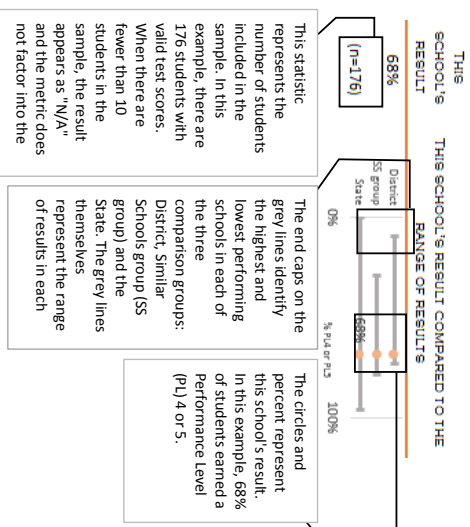 THIS
SCHOOL'S
RESULT
THIS SCHOOL'S RESULT COMPARED TO THE
RANGE OF RESULTS
68%
(n=176)
District
SS group
State
68%
0%
% PL4 or PL5
100%
This statistic
represents the
number of students
included in the
sample. In this
example, there are
176 students with
valid test scores.
When there are
fewer than 10
students in the
sample, the result
appears as "N/A"
and the metric does
not factor into the
The end caps on the
grey lines identify
the highest and
lowest performing
schools in each of
the three
comparison groups:
District, Similar
Schools group (SS
group) and the
State. The grey lines
themselves
represent the range
of results in each
The circles and
percent represent
this school's result.
In this example, 68%
of students earned a
Performance Level
(PL) 4 or 5.